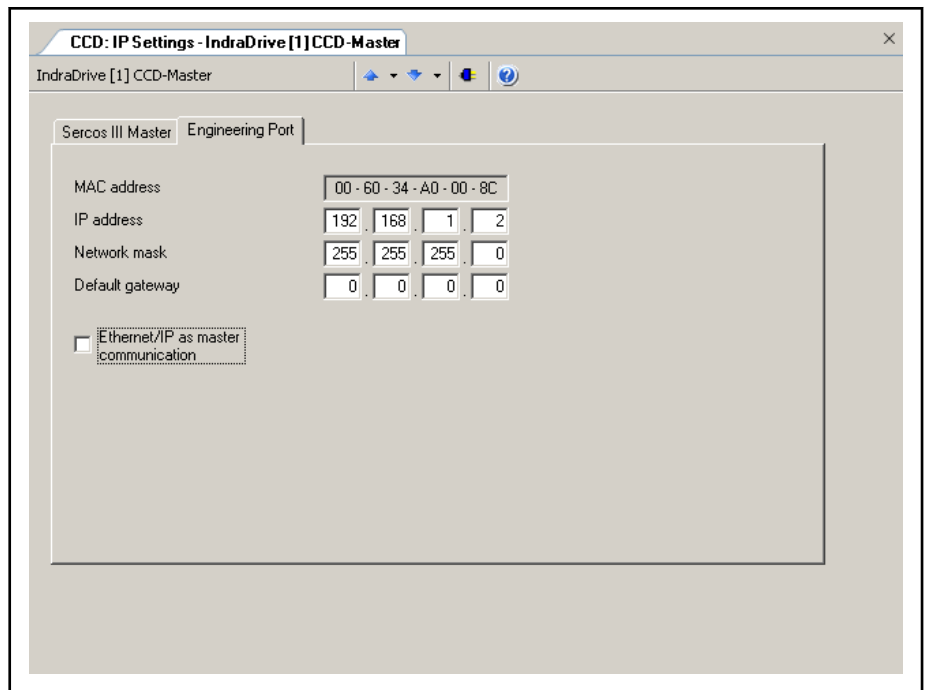 CCD: IP Settings - IndraDrive [1] CCD-Master
IndraDrive [1] CCD-Master
Sercos III Master Engineering Port
MAC address 00 - 60 - 34 - A0 - 00 - 8C
IP address 192 . 168 . 1 . 2
Network mask 255 . 255 . 255 . 0
Default gateway 0 . 0 . 0 . 0
Ethernet/IP as master
communication